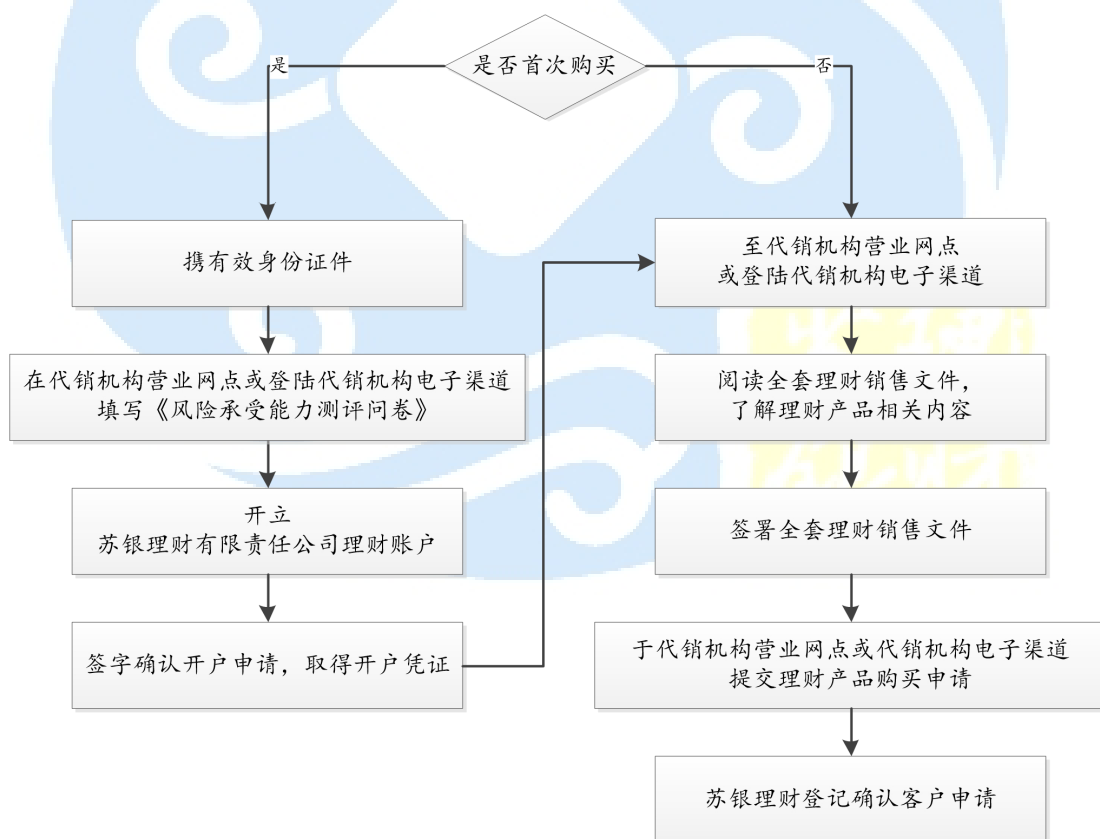 是否首次购买
是
否
携有效身份证件
在代销机构营业网点或登陆代销机构电子渠道
填写《风险承受能力测评问卷》
开立
苏银理财有限责任公司理财账户
签字确认开户申请，取得开户凭证
至代销机构营业网点
或登陆代销机构电子渠道
阅读全套理财销售文件，
了解理财产品相关内容
签署全套理财销售文件
于代销机构营业网点或代销机构电子渠道
提交理财产品购买申请
苏银理财登记确认客户申请